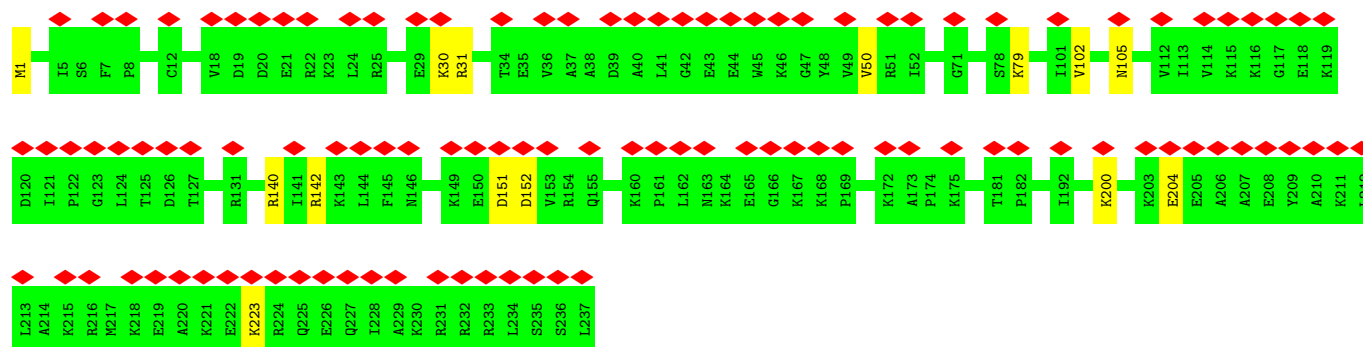 M1 I5 S6 F7 P8 C12 V18 D19 D20 E21 R22 K23 L24 R25 E29 K30 R31 T34 E35 V36 A37 A38 D39 A40 L41 G42 E43 E44 W45 K46 G47 Y48 V49 V50 R51 I52 G71 S78 K79 I101 V102 N105 V112 I113 V114 K115 K116 G117 E118 K119
D120 I121 P122 G123 L124 T125 D126 T127 R131 R140 I141 R142 K143 L144 F145 N146 K149 E150 D151 D152 V153 R154 Q155 K160 P161 L162 N163 K164 E165 G166 K167 K168 P169 K172 A173 P174 K175 T181 P182 I192 K200 K203 E204 E205 A206 A207 E208 Y209 A210 K211
L213 A214 K215 R216 M217 K218 E219 A220 K221 E222 K223 R224 Q225 E226 Q227 I228 A229 K230 R231 R232 R233 L234 S235 S236 L237